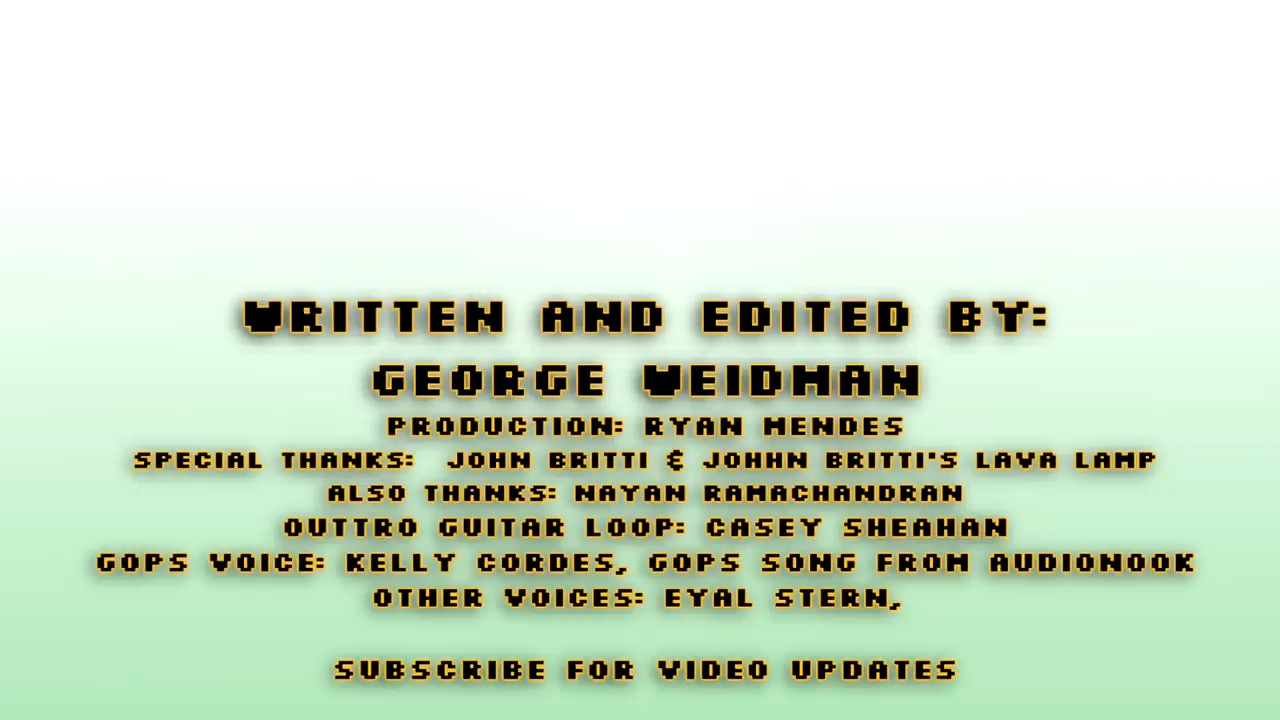 WRITTEN AND EDITED BY:
GEORGE WEIDMAN
PRODUCTION: RYAN MENDES
SPECIAL THANKS: JOHN BRITTI & JOHHN BRITTI'S LAVA LAMP
ALSO THANKS: NAYAN RAMACHANDRAN
OUTTRO GUITAR LOOP: CASEY SHEAHAN
GOPS VOICE: KELLY CORDES, GOPS SONG FROM AUDIONOOK
OTHER VOICES: EYAL STERN,
SUBSCRIBE FOR VIDEO UPDATES